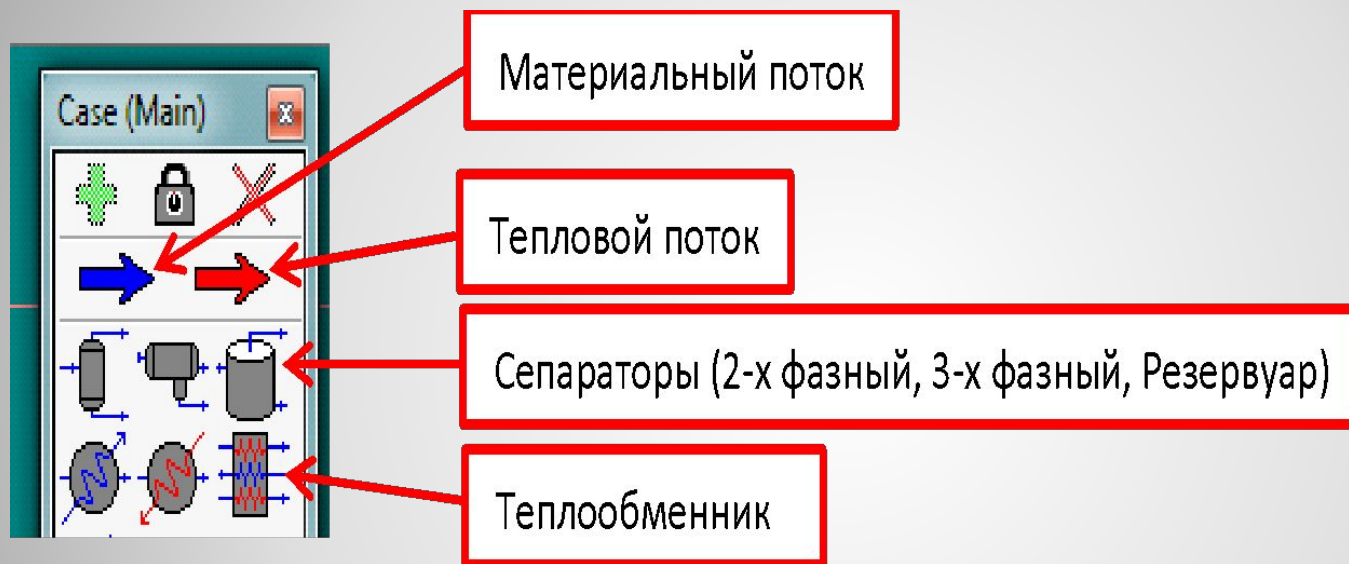 Case (Main)
Материальный поток
Тепловой поток
Сепараторы (2-х фазный, 3-х фазный, Резервуар)
Теплообменник